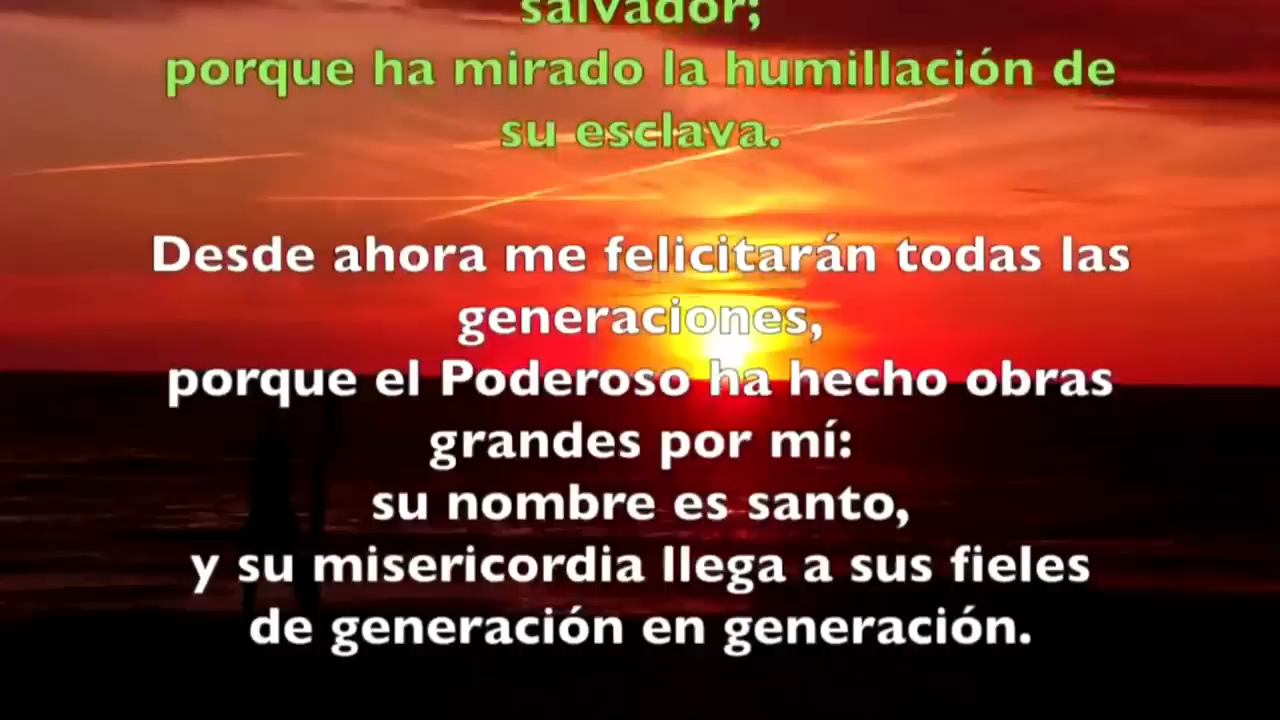 salvador;
porque ha mirado la humillación de
su esclava.
Desde ahora me felicitarán todas las
generaciones,
porque el Poderoso ha hecho obras
grandes por mí:
su nombre es santo,
y su misericordia llega a sus fieles
de generación en generación.